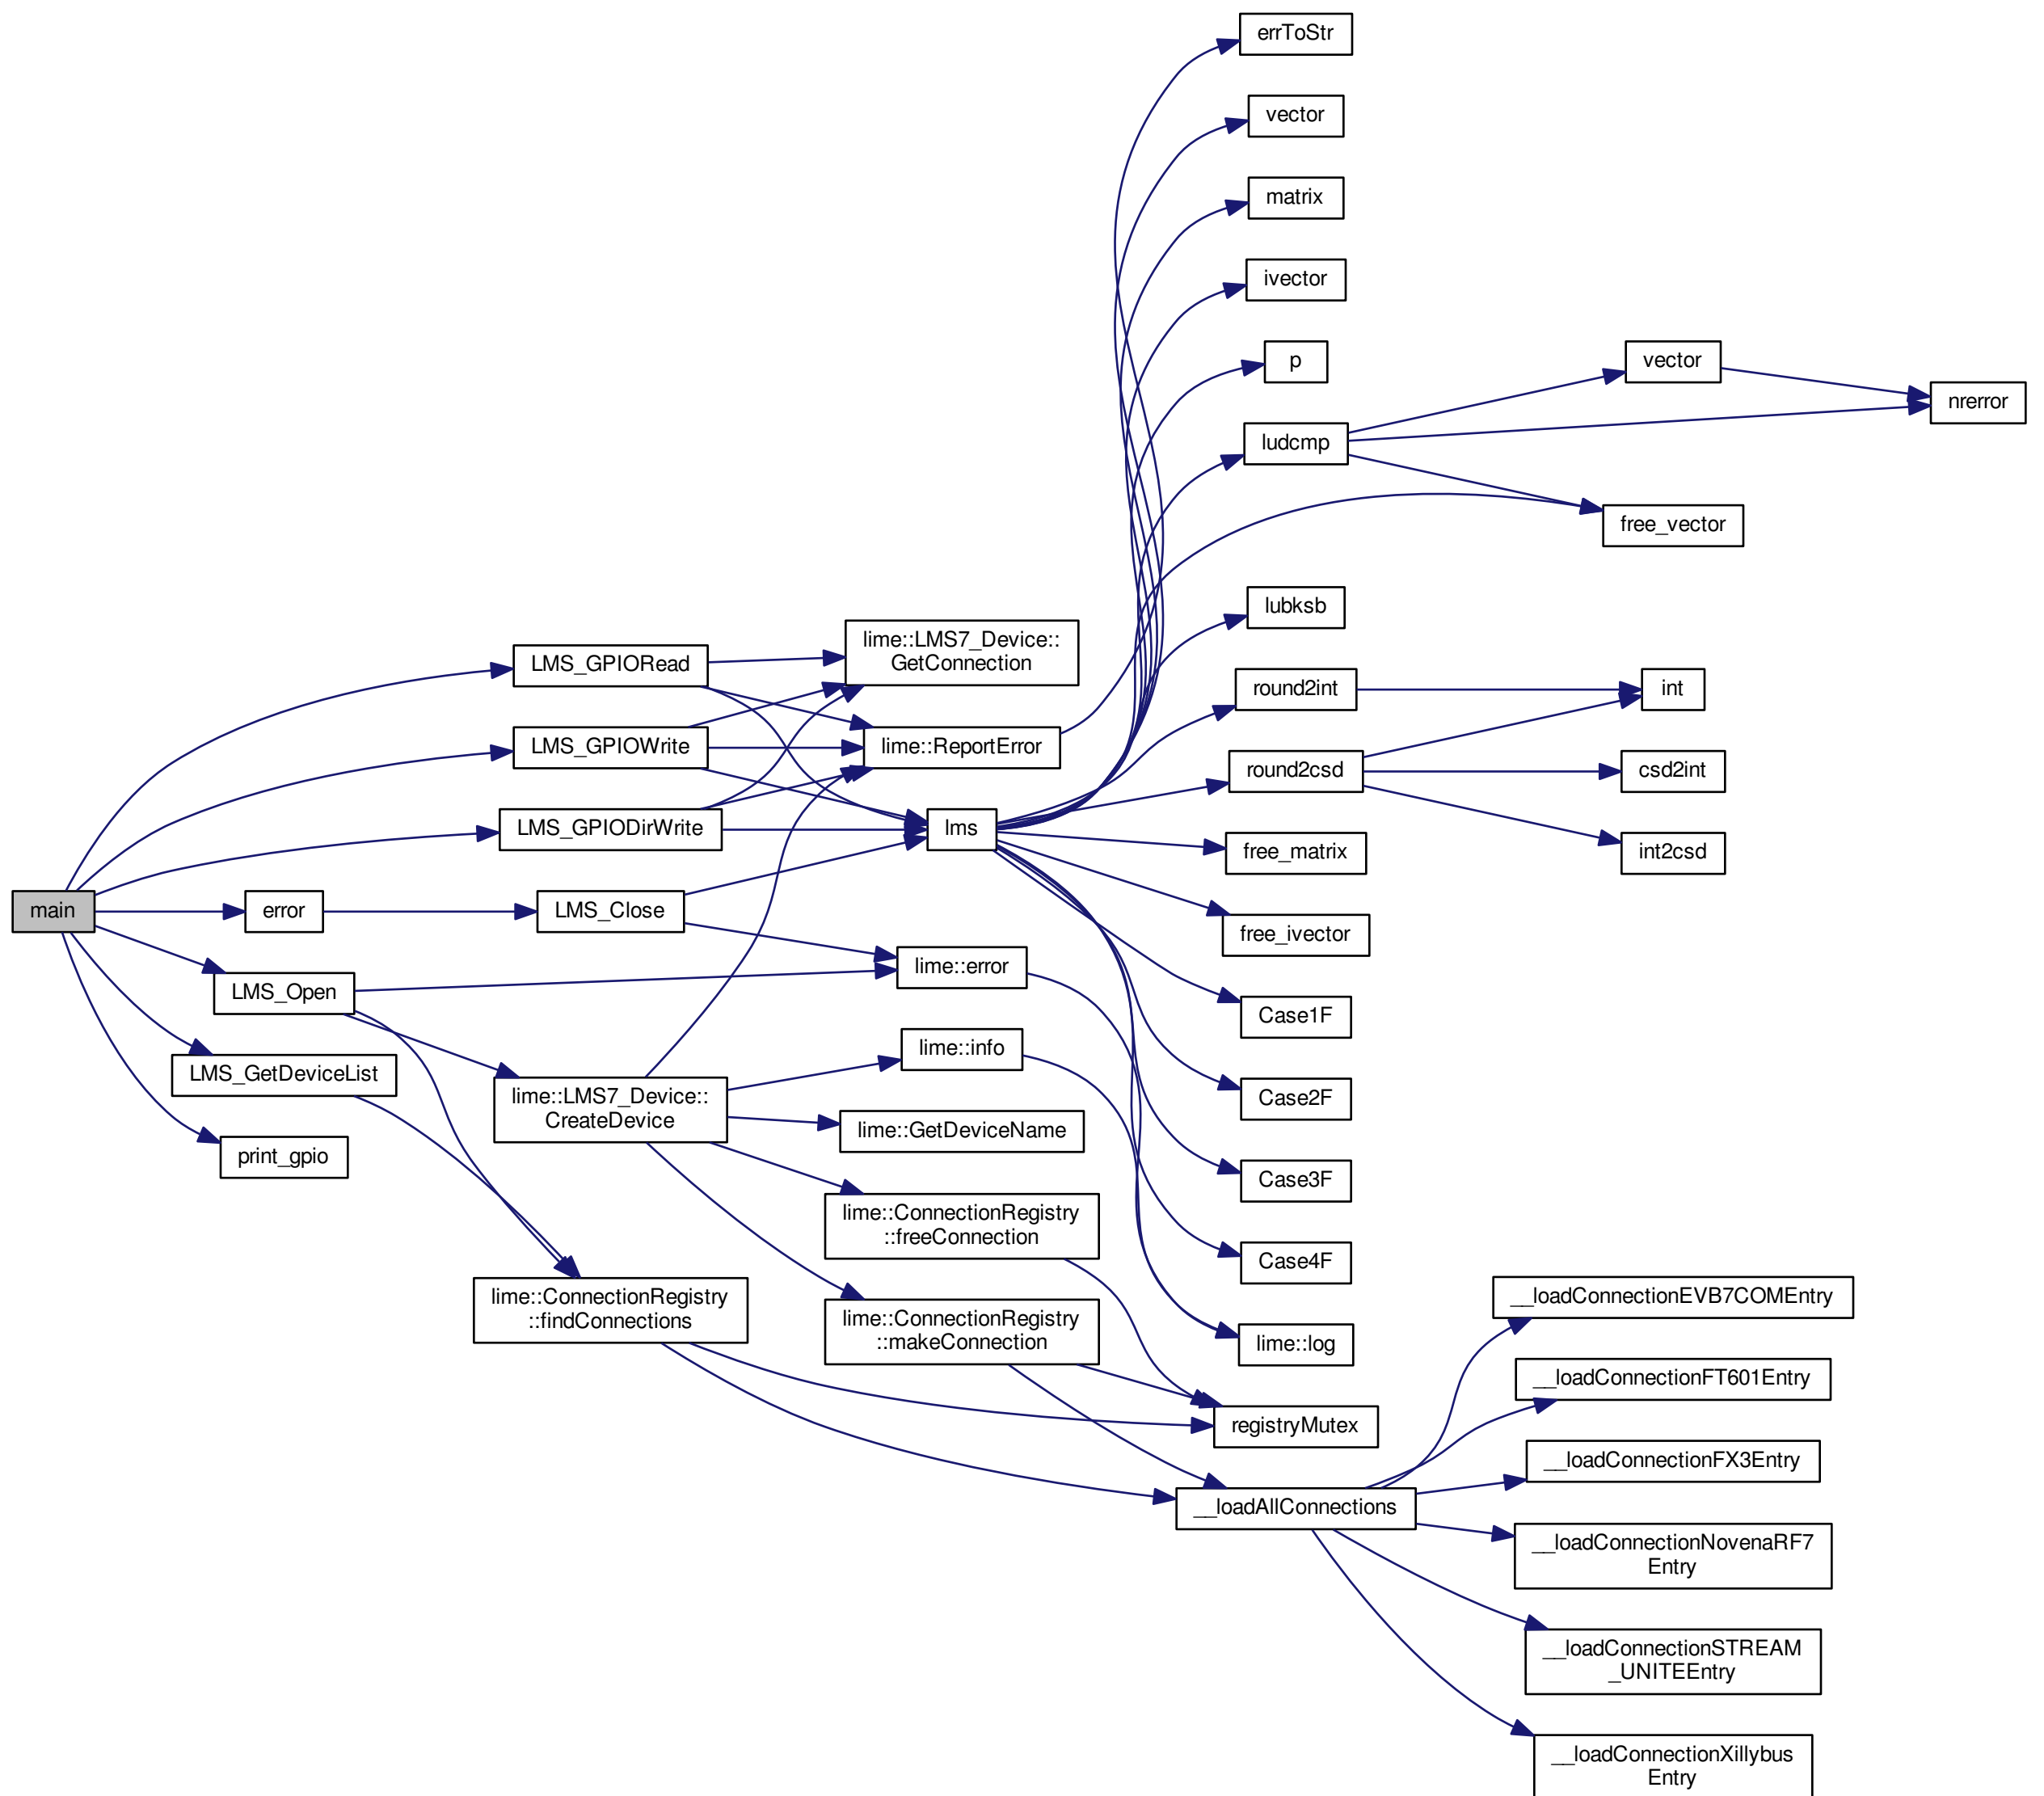 errToStr
vector
matrix
ivector
p
vector
nrerror
ludcmp
free_vector
lubksb
lime::LMS7_Device::
GetConnection
LMS_GPIORead
round2int
int
LMS_GPIOWrite
lime::ReportError
round2csd
csd2int
LMS_GPIODirWrite
lms
free_matrix
int2csd
main
error
LMS_Close
free_ivector
lime::error
LMS_Open
Case1F
lime::info
LMS_GetDeviceList
lime::LMS7_Device::
CreateDevice
Case2F
lime::GetDeviceName
print_gpio
Case3F
lime::ConnectionRegistry
::freeConnection
Case4F
lime::ConnectionRegistry
::findConnections
__loadConnectionEVB7COMEntry
lime::ConnectionRegistry
::makeConnection
lime::log
__loadConnectionFT601Entry
registryMutex
__loadConnectionFX3Entry
__loadAllConnections
__loadConnectionNovenaRF7
Entry
__loadConnectionSTREAM
_UNITEEntry
__loadConnectionXillybus
Entry